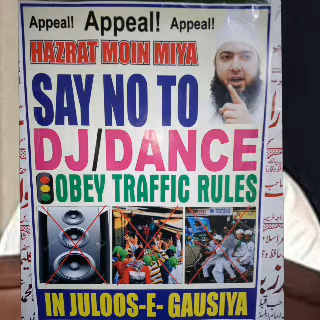 Appeal! Appeal! Appeal!
HAZRAT MOIN MIYA
SAY NO TO
DJ/DANCE
OBEY TRAFFIC RULES
IN JULOOS-E- GAUSIYA